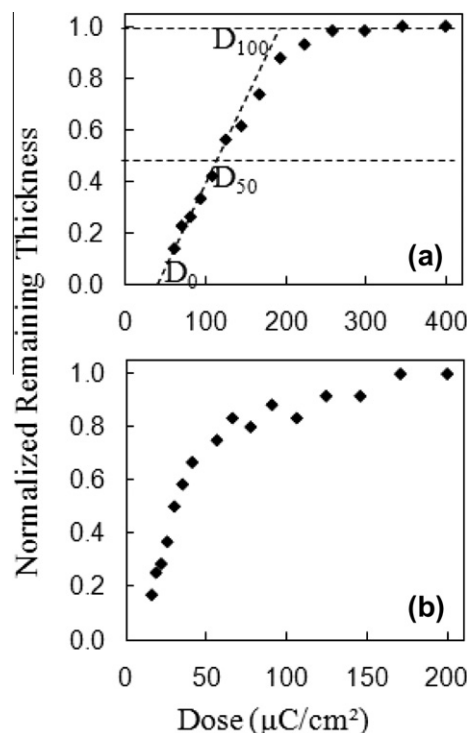 Normalized Remaining Thickness
1.0
D₁₀₀
0.8
0.6
D₅₀
0.4
0.2
D₀
(a)
0.0
0 100 200 300 400
1.0
0.8
0.6
0.4
0.2
(b)
0.0
0 50 100 150 200
Dose (μC/cm²)